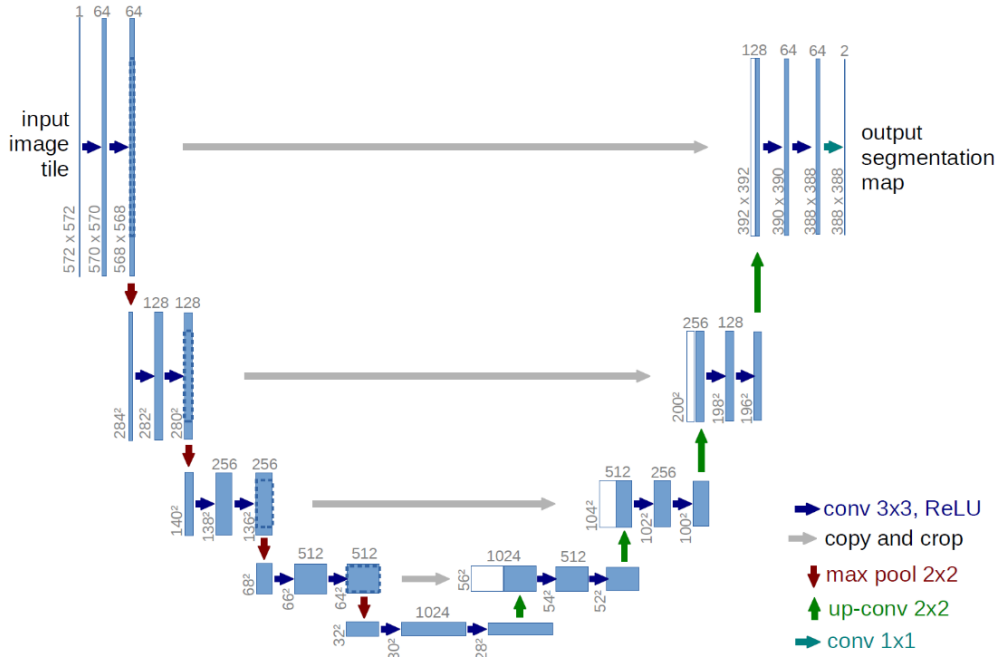 1 64 64
input
image
tile
572 x 572
570 x 570
568 x 568
128 64 64 2
output
segmentation
map
392 x 392
390 x 390
388 x 388
388 x 388
128 128
284²
282²
280²
256 128
200²
198²
196²
256 256
140²
138²
136²
512 256
104²
102²
100²
512 512
68²
66²
64²
1024 512
56²
54²
52²
1024
32²
30²
28²
conv 3x3, ReLU
copy and crop
max pool 2x2
up-conv 2x2
conv 1x1